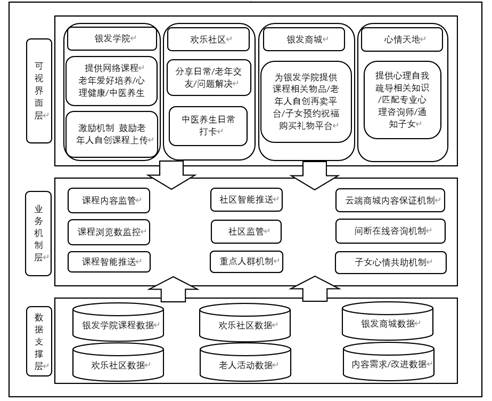 可视界面层
银发学院
提供网络课程
老年爱好培养/心
理健康/中医养生
激励机制 鼓励老
年人自创课程上传
欢乐社区
分享日常/老年交
友/问题解决
中医养生日常
打卡
银发商城
为银发学院提供
课程相关物品/老
年人自创再卖平
台/子女预约祝福
购买礼物平台
心情天地
提供心理自我
疏导相关知识
/匹配专业心
理咨询师/通
知子女
业务机制层
课程内容监管
社区智能推送
云端商城内容保证机制
课程浏览数监控
社区监管
间断在线咨询机制
课程智能推送
重点人群机制
子女心情共助机制
数据支撑层
银发学院课程数据
欢乐社区数据
银发商城数据
欢乐社区数据
老人活动数据
内容需求/改进数据